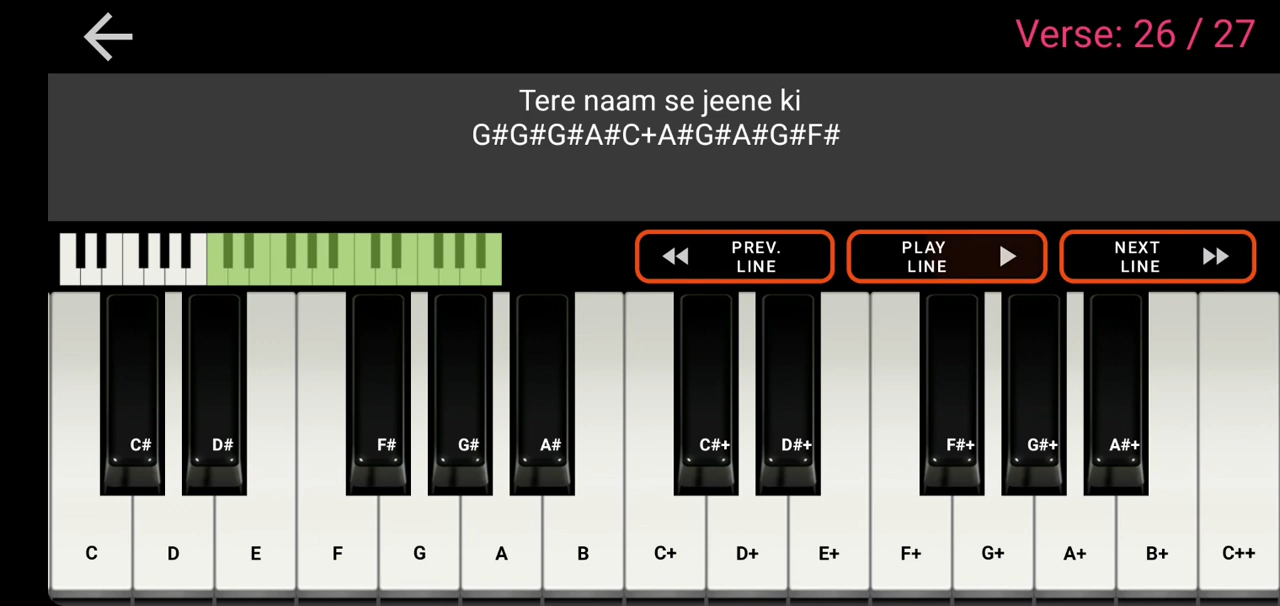 Verse: 26 / 27
Tere naam se jeene ki
G#G#G#A#C+A#G#A#G#F#
PREV.
LINE
PLAY
LINE
NEXT
LINE
C# D# F# G# A# C#+ D#+ F#+ G#+ A#+
C D E F G A B C+ D+ E+ F+ G+ A+ B+ C++